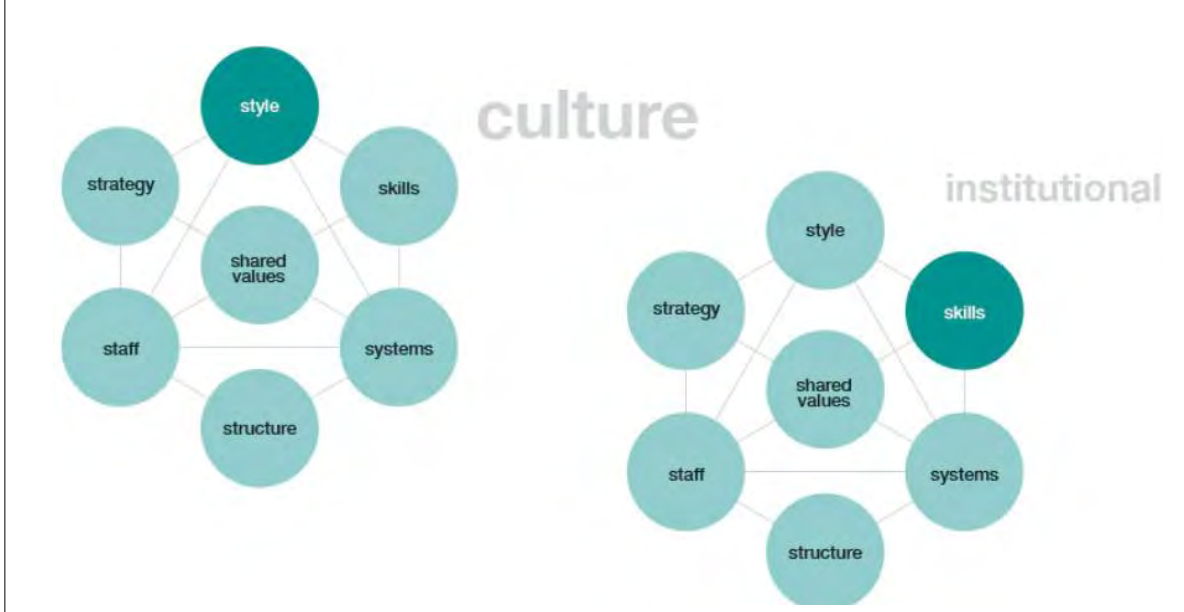 style
culture
strategy
skills
shared
values
staff
systems
structure
institutional
style
strategy
skills
shared
values
staff
systems
structure